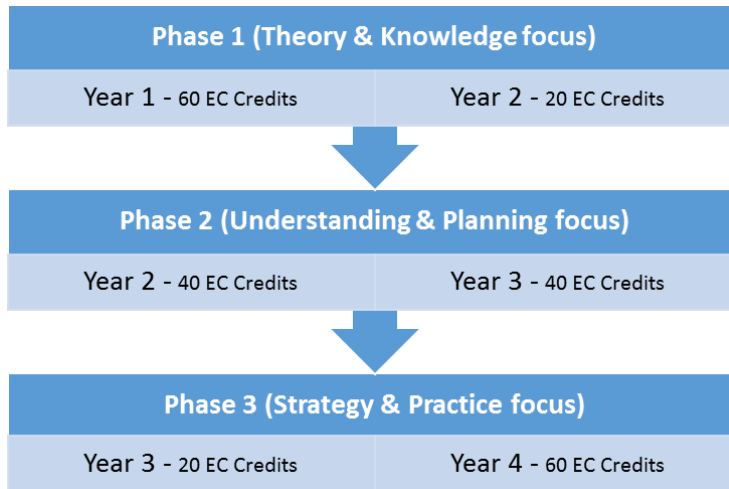 Phase 1 (Theory & Knowledge focus)
Year 1 - 60 EC Credits
Year 2 - 20 EC Credits
Phase 2 (Understanding & Planning focus)
Year 2 - 40 EC Credits
Year 3 - 40 EC Credits
Phase 3 (Strategy & Practice focus)
Year 3 - 20 EC Credits
Year 4 - 60 EC Credits